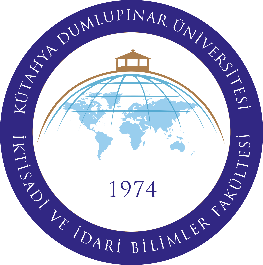 KÜTAHYA DUMLUPINAR ÜNİVERSİTESİ
1974
İKTİSADİ VE İDARİ BİLİMLER FAKÜLTESİ